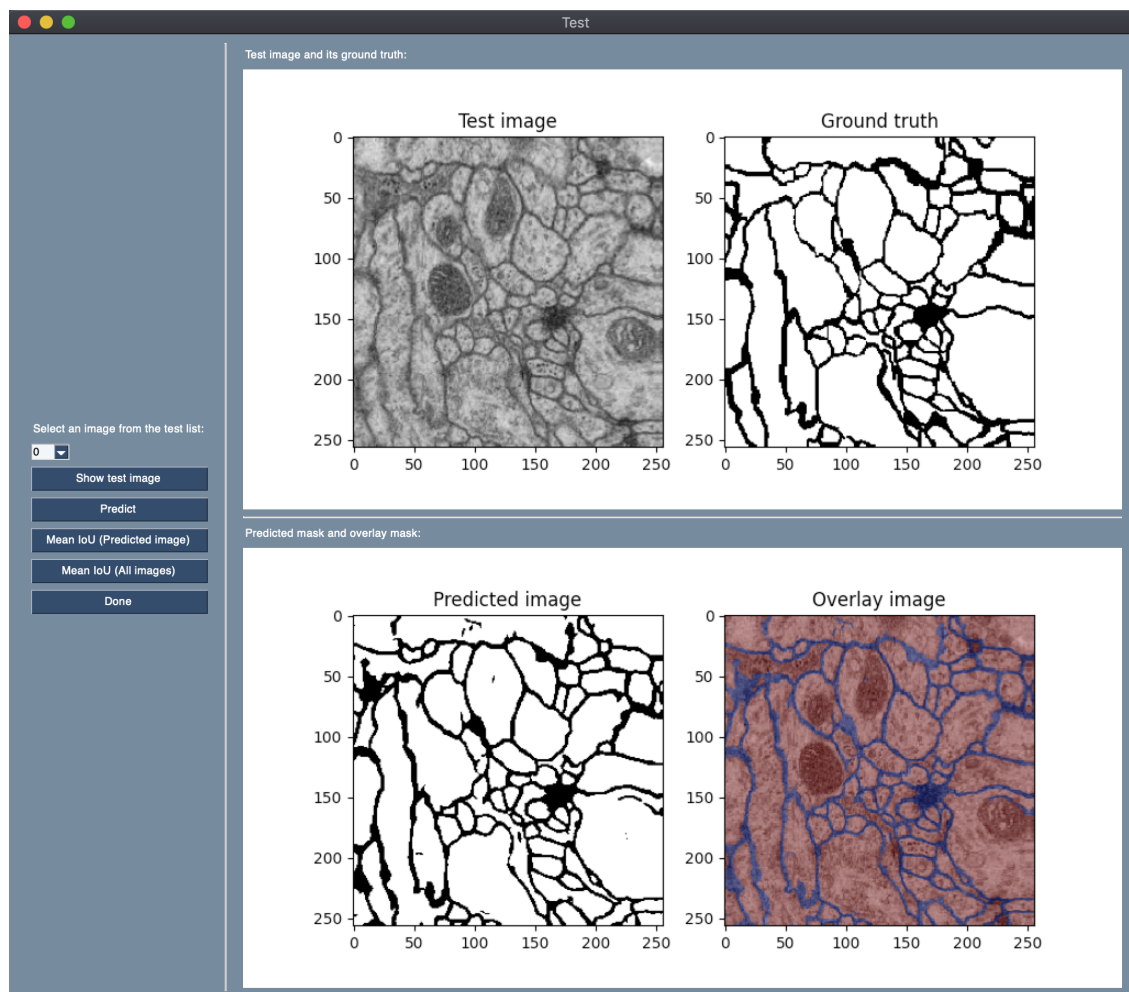 Test
Select an image from the test list:
0
Show test image
Predict
Mean IoU (Predicted image)
Mean IoU (All images)
Done
Test image and its ground truth:
Test image
0
50
100
150
200
250
0 50 100 150 200 250
Ground truth
0
50
100
150
200
250
0 50 100 150 200 250
Predicted mask and overlay mask:
Predicted image
0
50
100
150
200
250
0 50 100 150 200 250
Overlay image
0
50
100
150
200
250
0 50 100 150 200 250